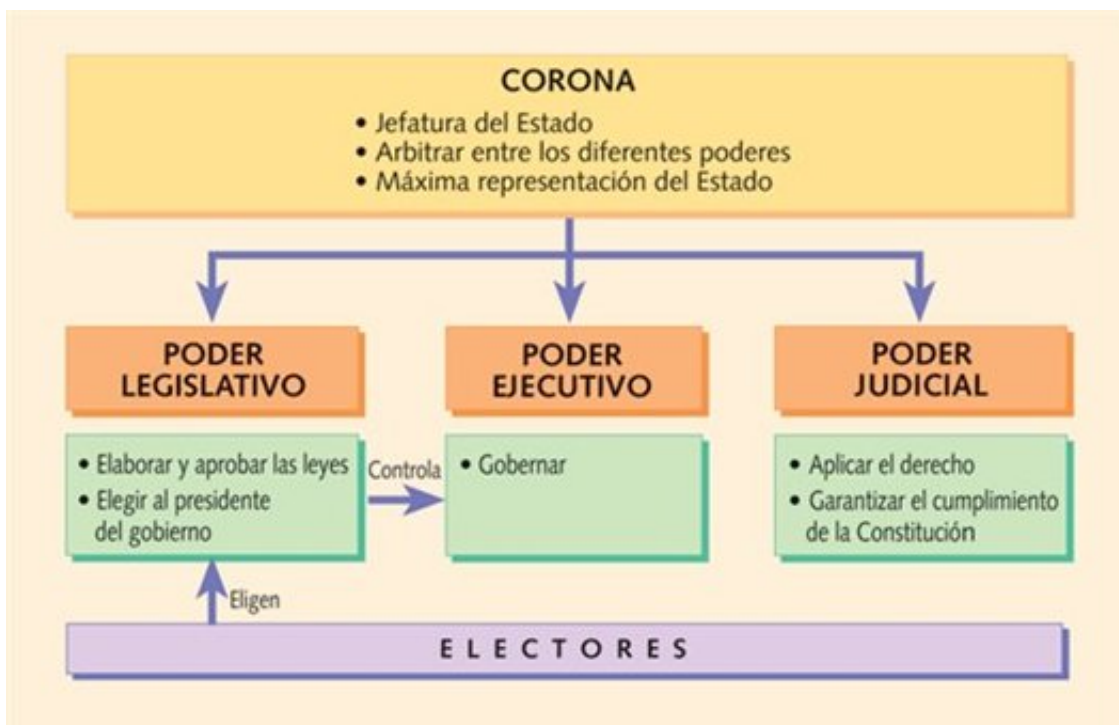 CORONA
• Jefatura del Estado
• Arbitrar entre los diferentes poderes
• Máxima representación del Estado
PODER
LEGISLATIVO
PODER
EJECUTIVO
PODER
JUDICIAL
• Elaborar y aprobar las leyes
• Elegir al presidente
del gobierno
Controla
• Gobernar
• Aplicar el derecho
• Garantizar el cumplimiento
de la Constitución
Eligen
ELECTORES